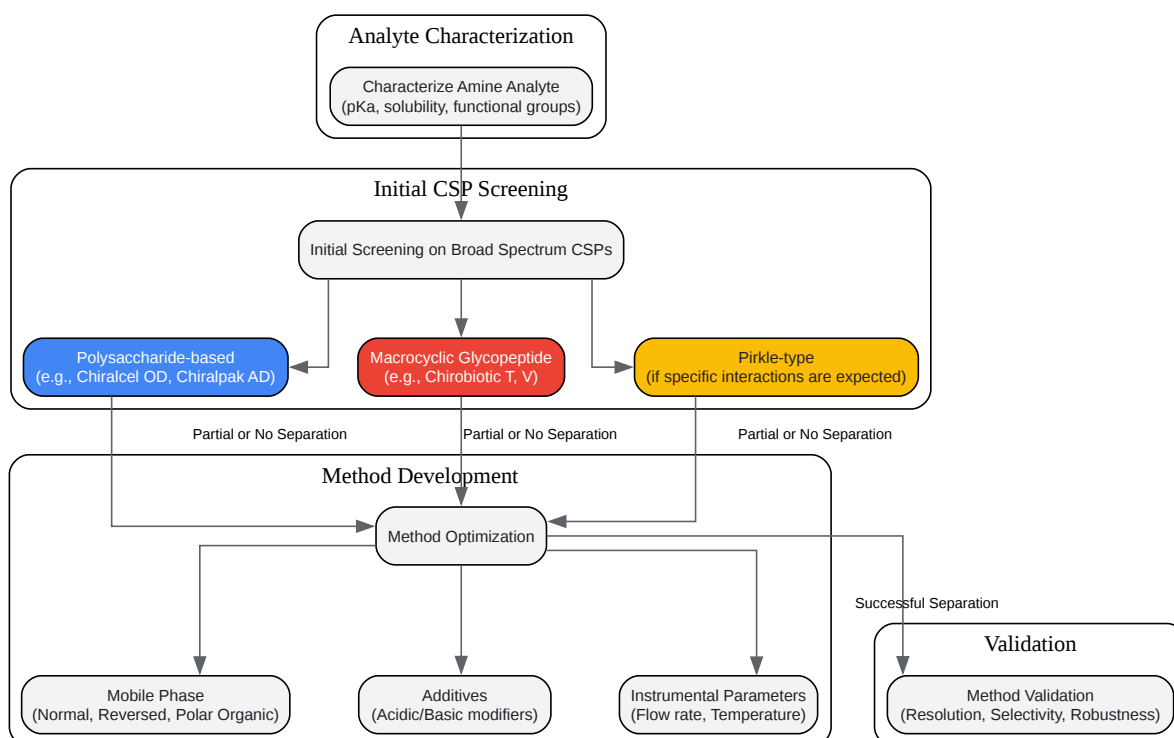 Analyte Characterization
Characterize Amine Analyte
(pKa, solubility, functional groups)
Initial CSP Screening
Initial Screening on Broad Spectrum CSPs
Polysaccharide-based
(e.g., Chiralcel OD, Chiralpak AD)
Macrocyclic Glycopeptide
(e.g., Chirobiotic T, V)
Pirkle-type
(if specific interactions are expected)
Partial or No Separation
Partial or No Separation
Partial or No Separation
Method Development
Method Optimization
Successful Separation
Validation
Mobile Phase
(Normal, Reversed, Polar Organic)
Additives
(Acidic/Basic modifiers)
Instrumental Parameters
(Flow rate, Temperature)
Method Validation
(Resolution, Selectivity, Robustness)